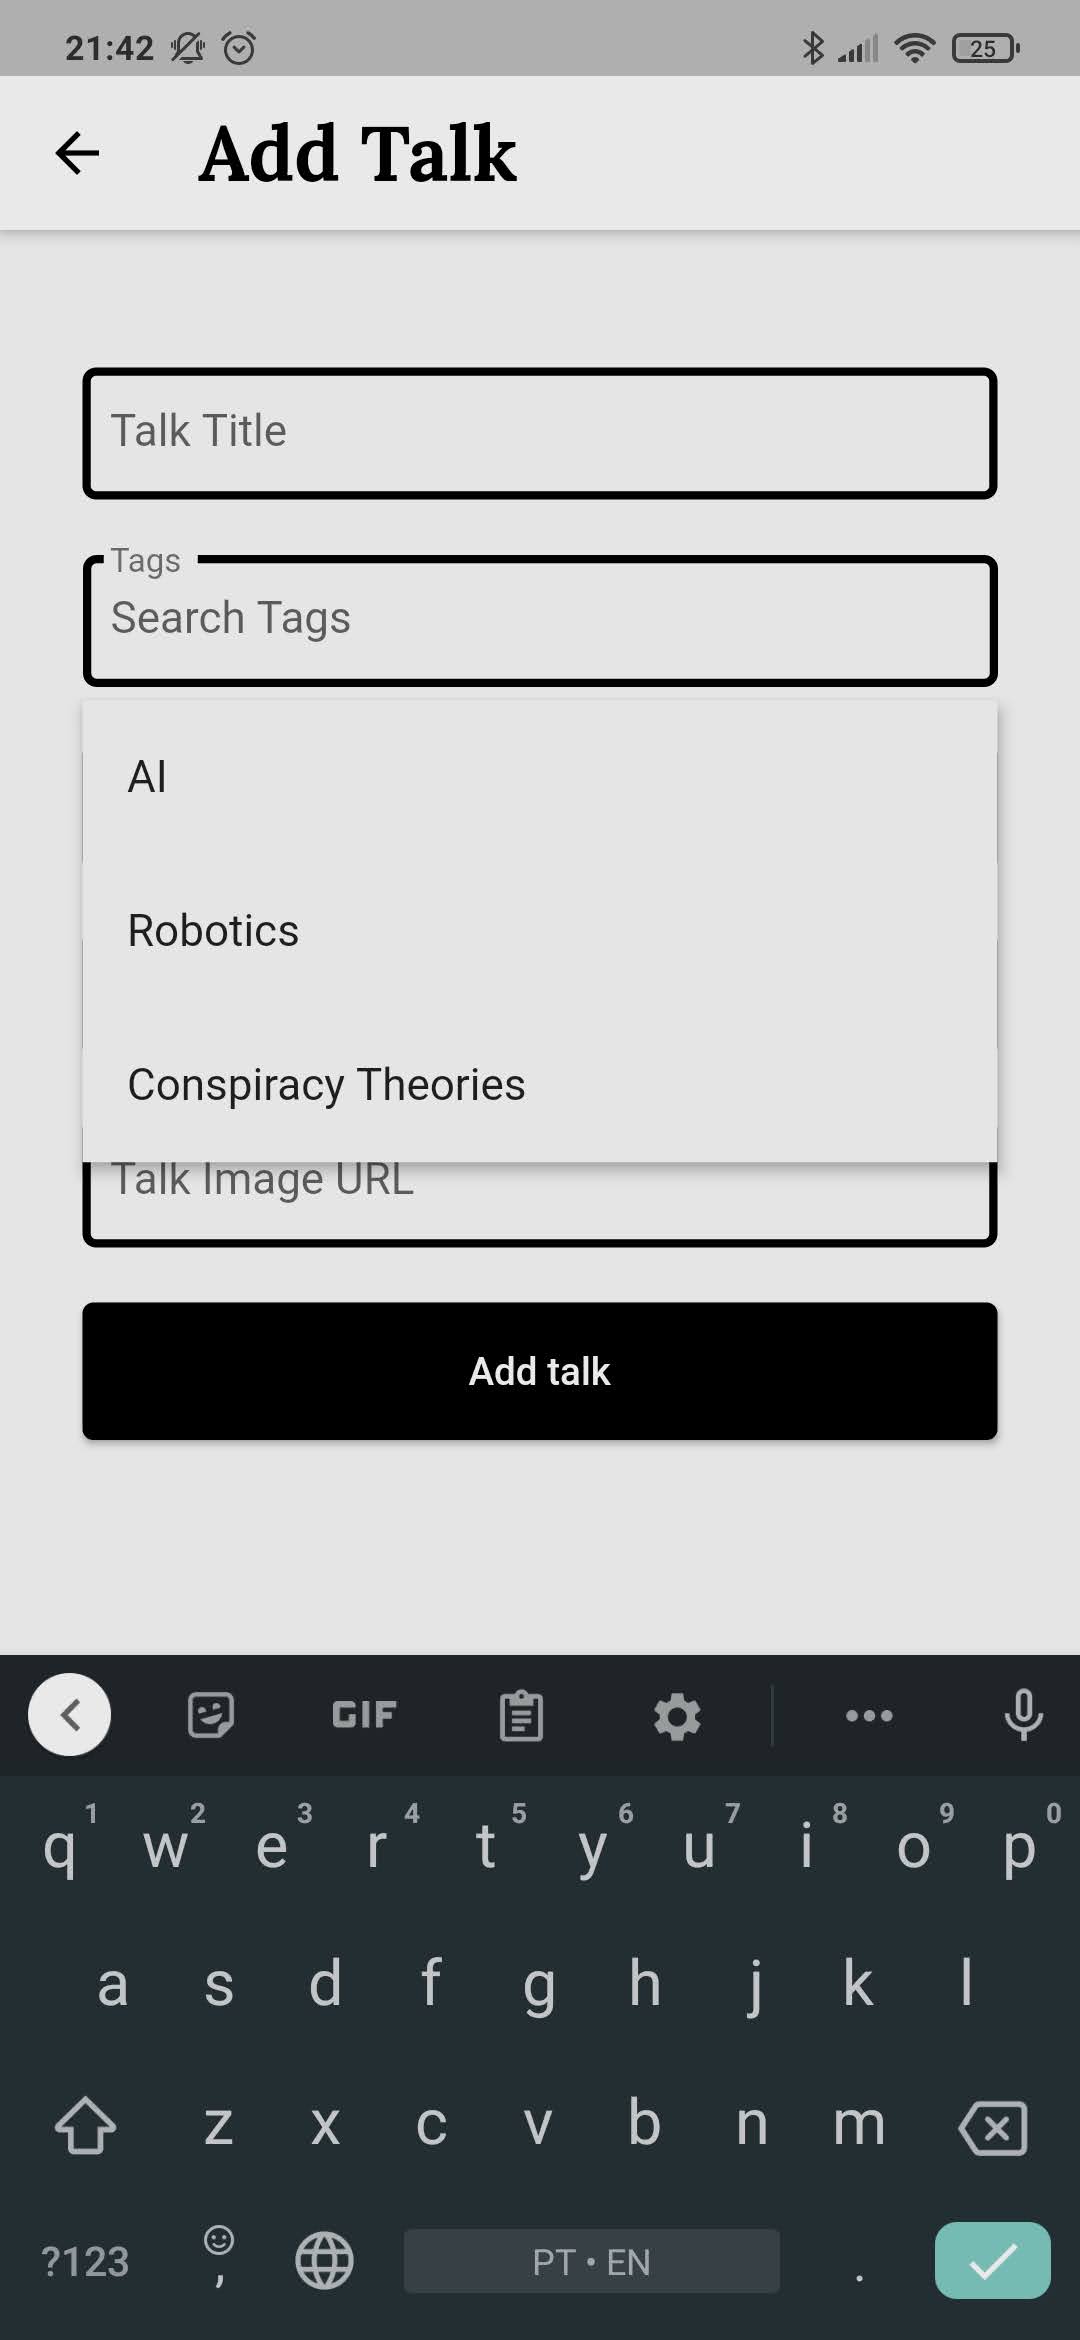 21:42
25
Add Talk
Talk Title
Tags
Search Tags
AI
Robotics
Conspiracy Theories
Talk Image URL
Add talk
GIF
1 2 3 4 5 6 7 8 9 0
q w e r t y u i o p
a s d f g h j k l
z x c v b n m
?123 , PT • EN .